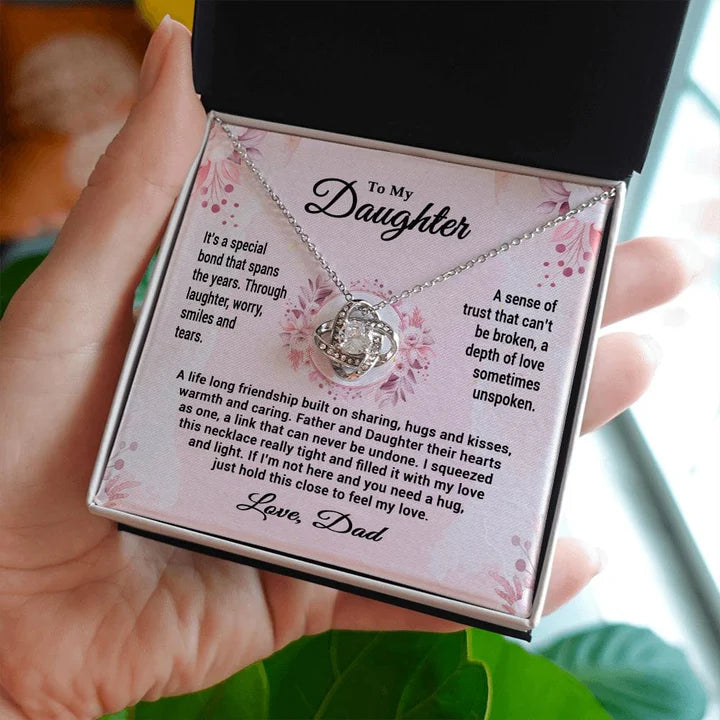 To My
Daughter
It's a special
bond that spans
the years. Through
laughter, worry,
smiles and
tears.
A sense of
trust that can't
be broken, a
depth of love
sometimes
unspoken.
A life long friendship built on sharing, hugs and kisses,
warmth and caring. Father and Daughter their hearts
as one, a link that can never be undone. I squeezed
this necklace really tight and filled it with my love
and light. If I'm not here and you need a hug,
just hold this close to feel my love.
Love, Dad